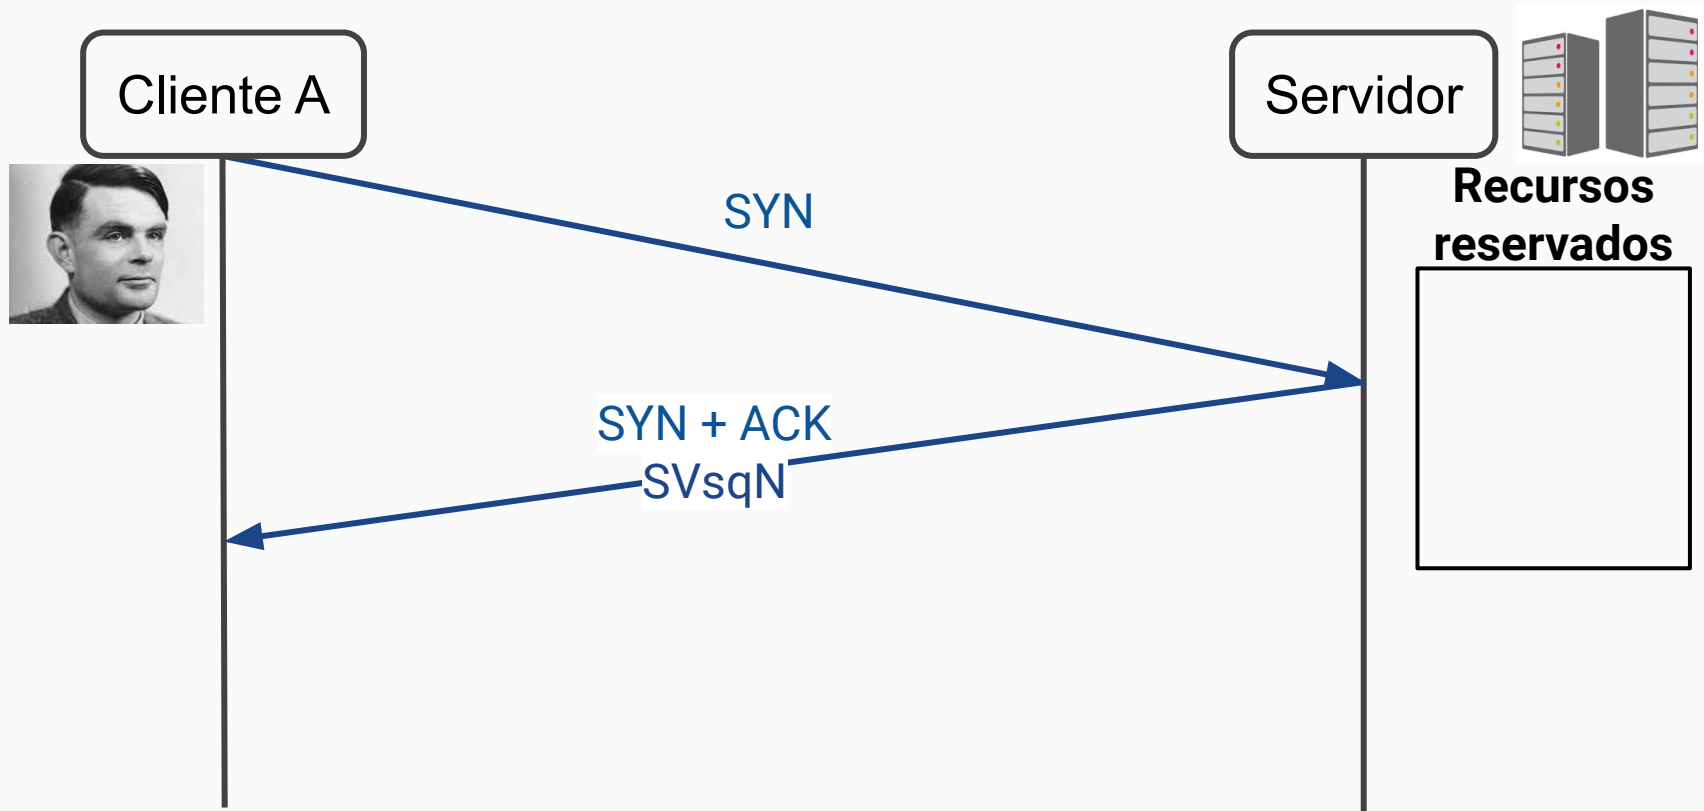 Cliente A
Servidor
SYN
Recursos
reservados
SYN + ACK
SVsqN